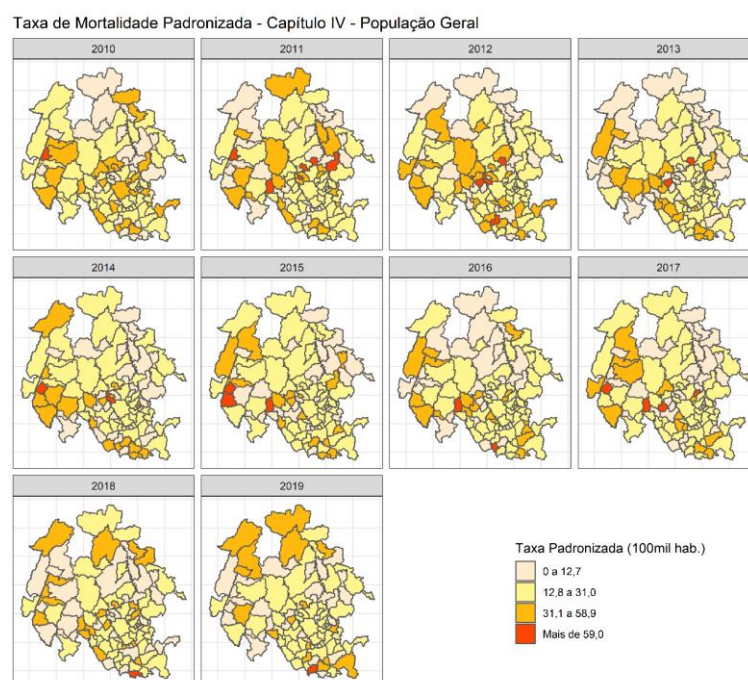 Taxa de Mortalidade Padronizada - Capítulo IV - População Geral
2010
2011
2012
2013
2014
2015
2016
2017
2018
2019
Taxa Padronizada (100mil hab.)
0 a 12,7
12,8 a 31,0
31,1 a 58,9
Mais de 59,0